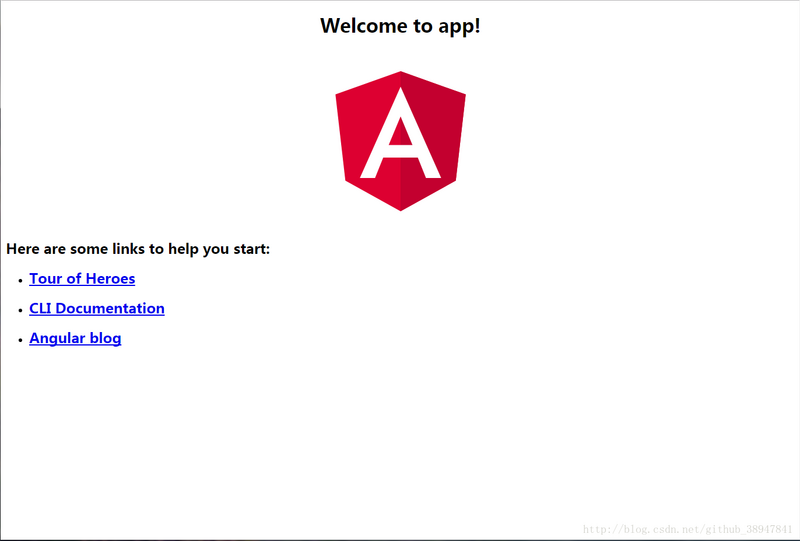 Welcome to app!
A
Here are some links to help you start:
Tour of Heroes
CLI Documentation
Angular blog
http://blog.csdn.net/github_38947841